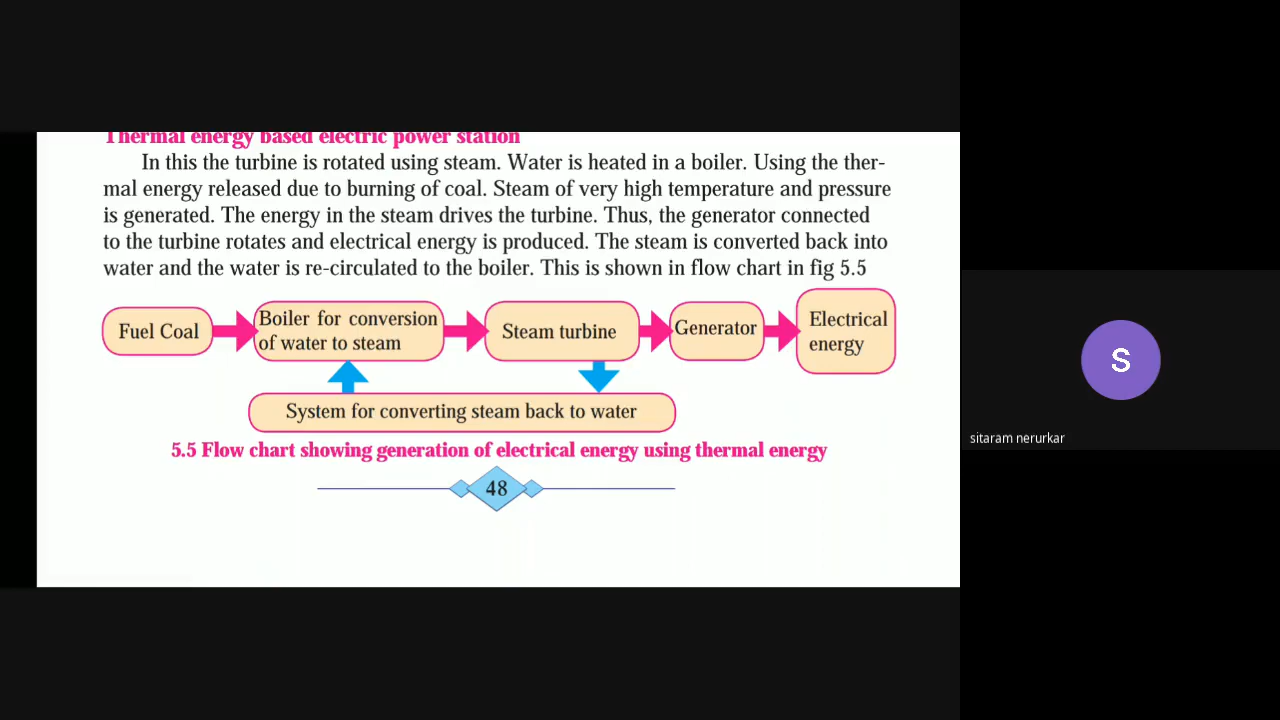 Thermal energy based electric power station
In this the turbine is rotated using steam. Water is heated in a boiler. Using the ther-
mal energy released due to burning of coal. Steam of very high temperature and pressure
is generated. The energy in the steam drives the turbine. Thus, the generator connected
to the turbine rotates and electrical energy is produced. The steam is converted back into
water and the water is re-circulated to the boiler. This is shown in flow chart in fig 5.5
Fuel Coal
Boiler for conversion
of water to steam
Steam turbine
Generator
Electrical
energy
System for converting steam back to water
5.5 Flow chart showing generation of electrical energy using thermal energy
48
S
sitaram nerurkar